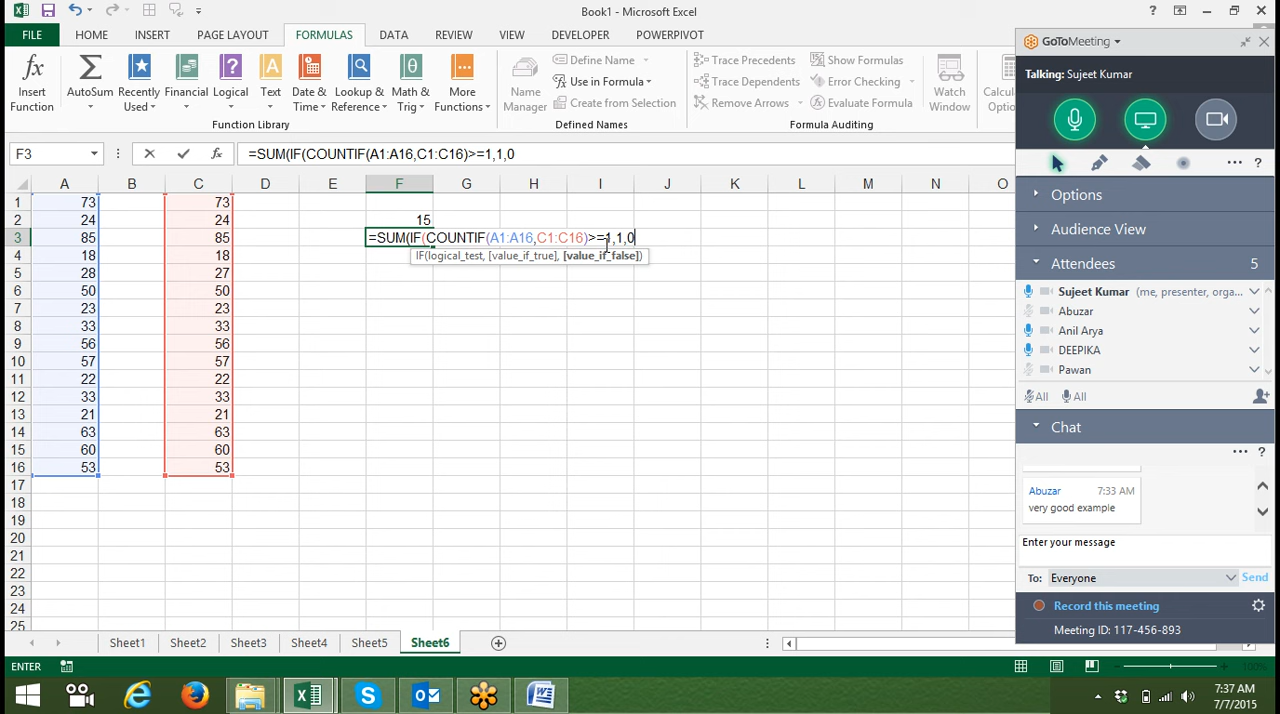 Book1 - Microsoft Excel
FILE HOME INSERT PAGE LAYOUT FORMULAS DATA REVIEW VIEW DEVELOPER POWERPIVOT
Insert Function
AutoSum
Recently Used
Financial
Logical
Text
Date & Time
Lookup & Reference
Math & Trig
More Functions
Function Library
Name Manager
Define Name
Use in Formula
Create from Selection
Defined Names
Trace Precedents
Trace Dependents
Remove Arrows
Show Formulas
Error Checking
Evaluate Formula
Formula Auditing
Watch Window
F3 =SUM(IF(COUNTIF(A1:A16,C1:C16)>=1,1,0
A B C D E F G H I J K L M N O
1 73 73
2 24 24 15
3 85 85 =SUM(IF(COUNTIF(A1:A16,C1:C16)>=1,1,0
IF(logical_test, [value_if_true], [value_if_false])
4 18 18
5 28 27
6 50 50
7 23 23
8 33 33
9 56 56
10 57 57
11 22 22
12 33 33
13 21 21
14 63 63
15 60 60
16 53 53
17
18
19
20
21
22
23
24
25
Sheet1 Sheet2 Sheet3 Sheet4 Sheet5 Sheet6
ENTER
100%
GoToMeeting
Talking: Sujeet Kumar
Options
Audience View
Attendees 5
Sujeet Kumar (me, presenter, orga...
Abuzar
Anil Arya
DEEPIKA
Pawan
All All
Chat
Abuzar 7:33 AM
very good example
Enter your message
To: Everyone Send
Record this meeting
Meeting ID: 117-456-893
7:37 AM
7/7/2015